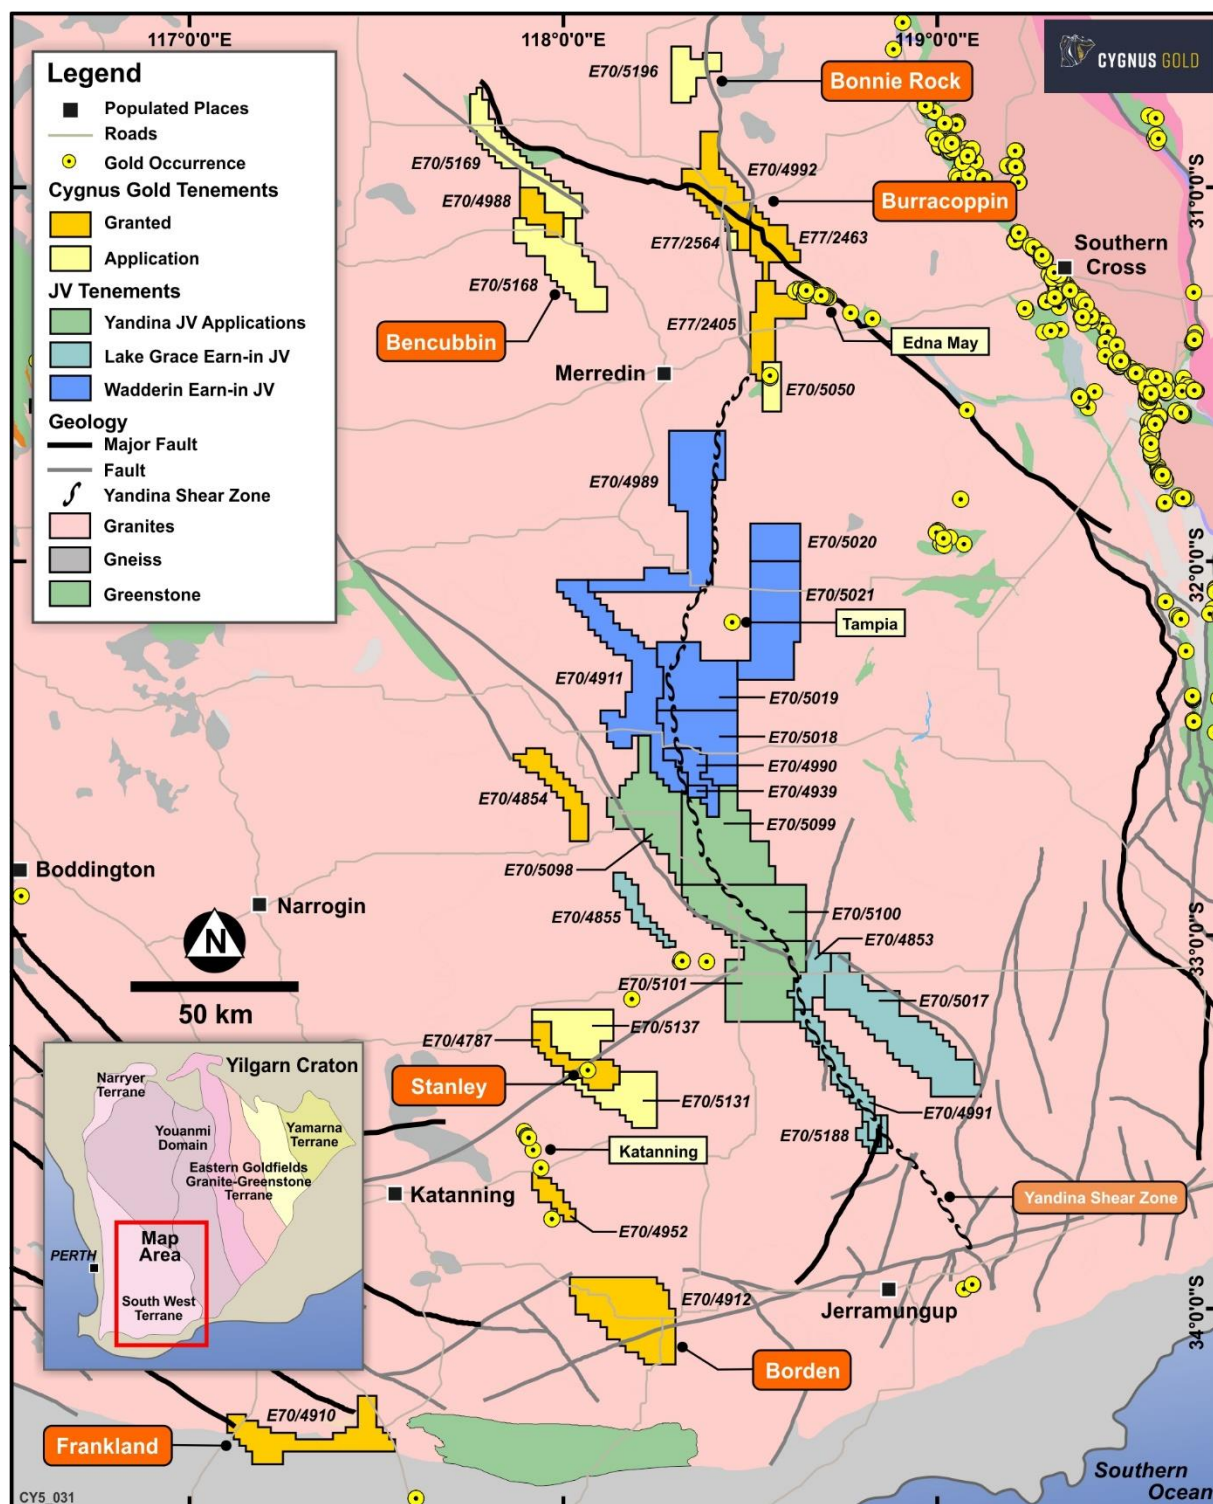 117°0'0"E
118°0'0"E
119°0'0"E
CYGNUS GOLD
Legend
Populated Places
Roads
Gold Occurrence
Cygnus Gold Tenements
Granted
Application
JV Tenements
Yandina JV Applications
Lake Grace Earn-in JV
Wadderin Earn-in JV
Geology
Major Fault
Fault
Yandina Shear Zone
Granites
Gneiss
Greenstone
E70/5196
Bonnie Rock
E70/5169
E70/4992
31°0'0"S
E70/4988
Burracoppin
E77/2564
E77/2463
Southern
Cross
E70/5168
E77/2405
Bencubbin
Edna May
Merredin
E70/5050
E70/4989
E70/5020
32°0'0"S
E70/5021
Tampia
E70/4911
E70/5019
E70/5018
E70/4990
E70/4939
E70/4854
E70/5099
Boddington
E70/5098
Narrogin
E70/4855
E70/5100
33°0'0"S
N
E70/4853
E70/5101
E70/5017
50 km
E70/5137
E70/4787
Stanley
E70/5131
E70/4991
E70/5188
Yilgarn Craton
Narryer
Terrane
Youanmi
Domain
Yamarna
Terrane
Eastern Goldfields
Granite-Greenstone
Terrane
Map
Area
PERTH
South West
Terrane
Katanning
Katanning
Yandina Shear Zone
E70/4952
E70/4912
Jerramungup
34°0'0"S
Borden
E70/4910
Frankland
Southern
Ocean
CY5_031